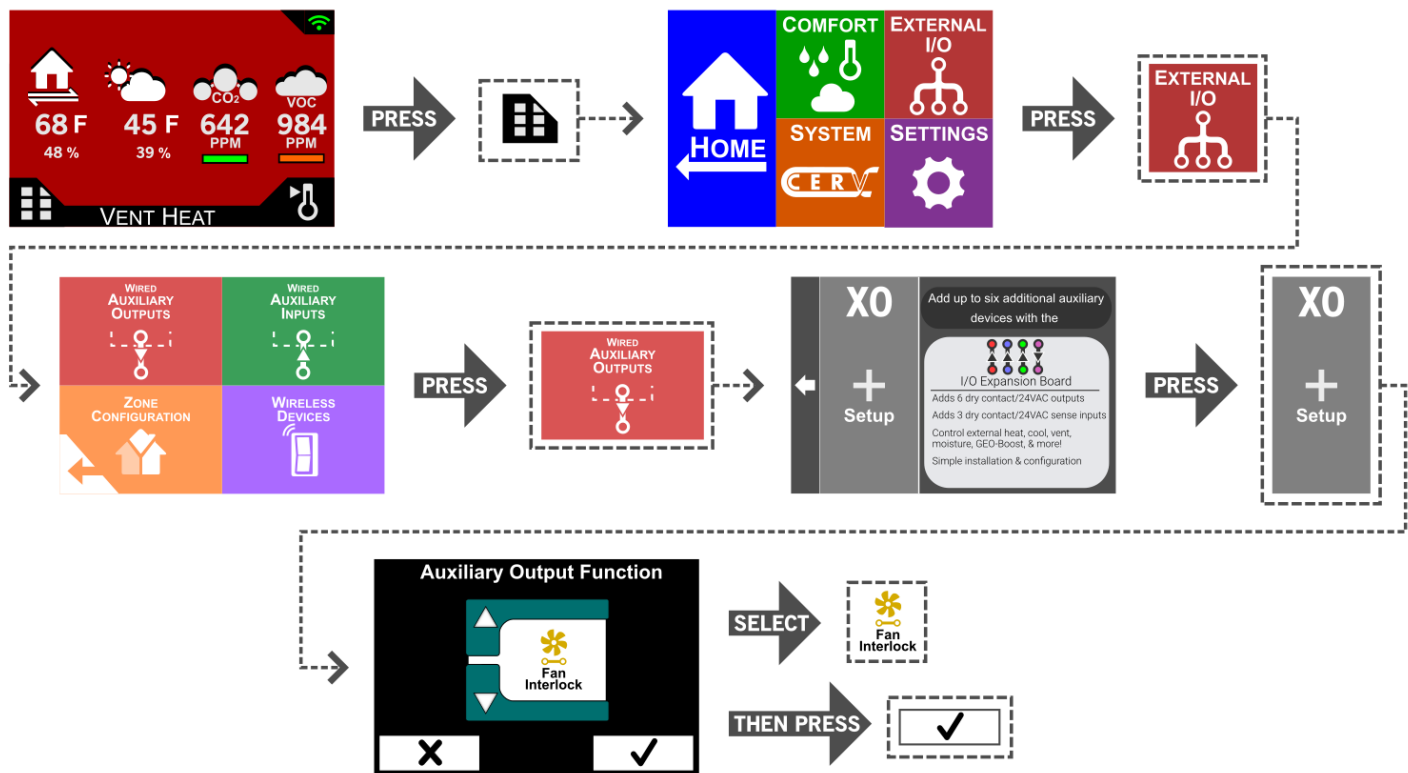 68 F
48 %
45 F
39 %
CO₂
642
PPM
VOC
984
PPM
VENT HEAT
PRESS
HOME
COMFORT
EXTERNAL
I/O
SYSTEM
CERV
SETTINGS
PRESS
EXTERNAL
I/O
WIRED
AUXILIARY
OUTPUTS
WIRED
AUXILIARY
INPUTS
ZONE
CONFIGURATION
WIRELESS
DEVICES
PRESS
WIRED
AUXILIARY
OUTPUTS
XO
Setup
Add up to six additional auxiliary
devices with the
I/O Expansion Board
Adds 6 dry contact/24VAC outputs
Adds 3 dry contact/24VAC sense inputs
Control external heat, cool, vent,
moisture, GEO-Boost, & more!
Simple installation & configuration
PRESS
XO
Setup
Auxiliary Output Function
Fan
Interlock
SELECT
Fan
Interlock
THEN PRESS